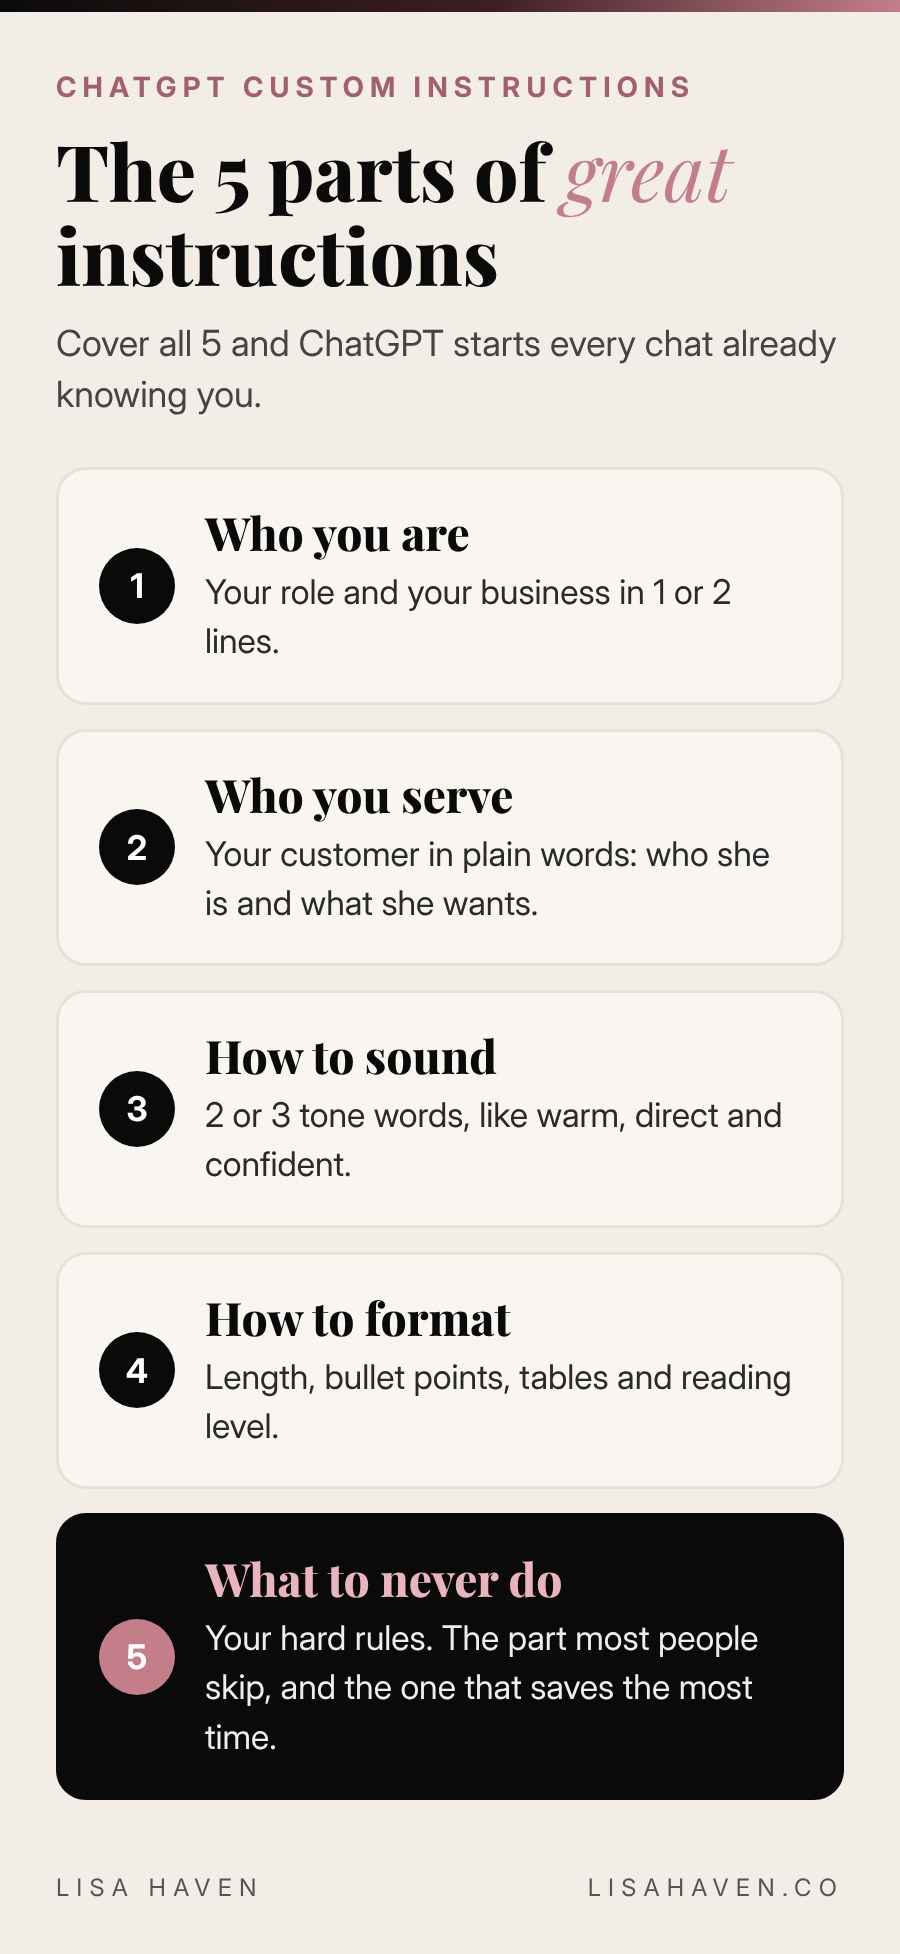 CHATGPT CUSTOM INSTRUCTIONS
The 5 parts of great
instructions
Cover all 5 and ChatGPT starts every chat already
knowing you.
1
Who you are
Your role and your business in 1 or 2
lines.
2
Who you serve
Your customer in plain words: who she
is and what she wants.
3
How to sound
2 or 3 tone words, like warm, direct and
confident.
4
How to format
Length, bullet points, tables and reading
level.
5
What to never do
Your hard rules. The part most people
skip, and the one that saves the most
time.
LISA HAVEN
LISAHAVEN.CO